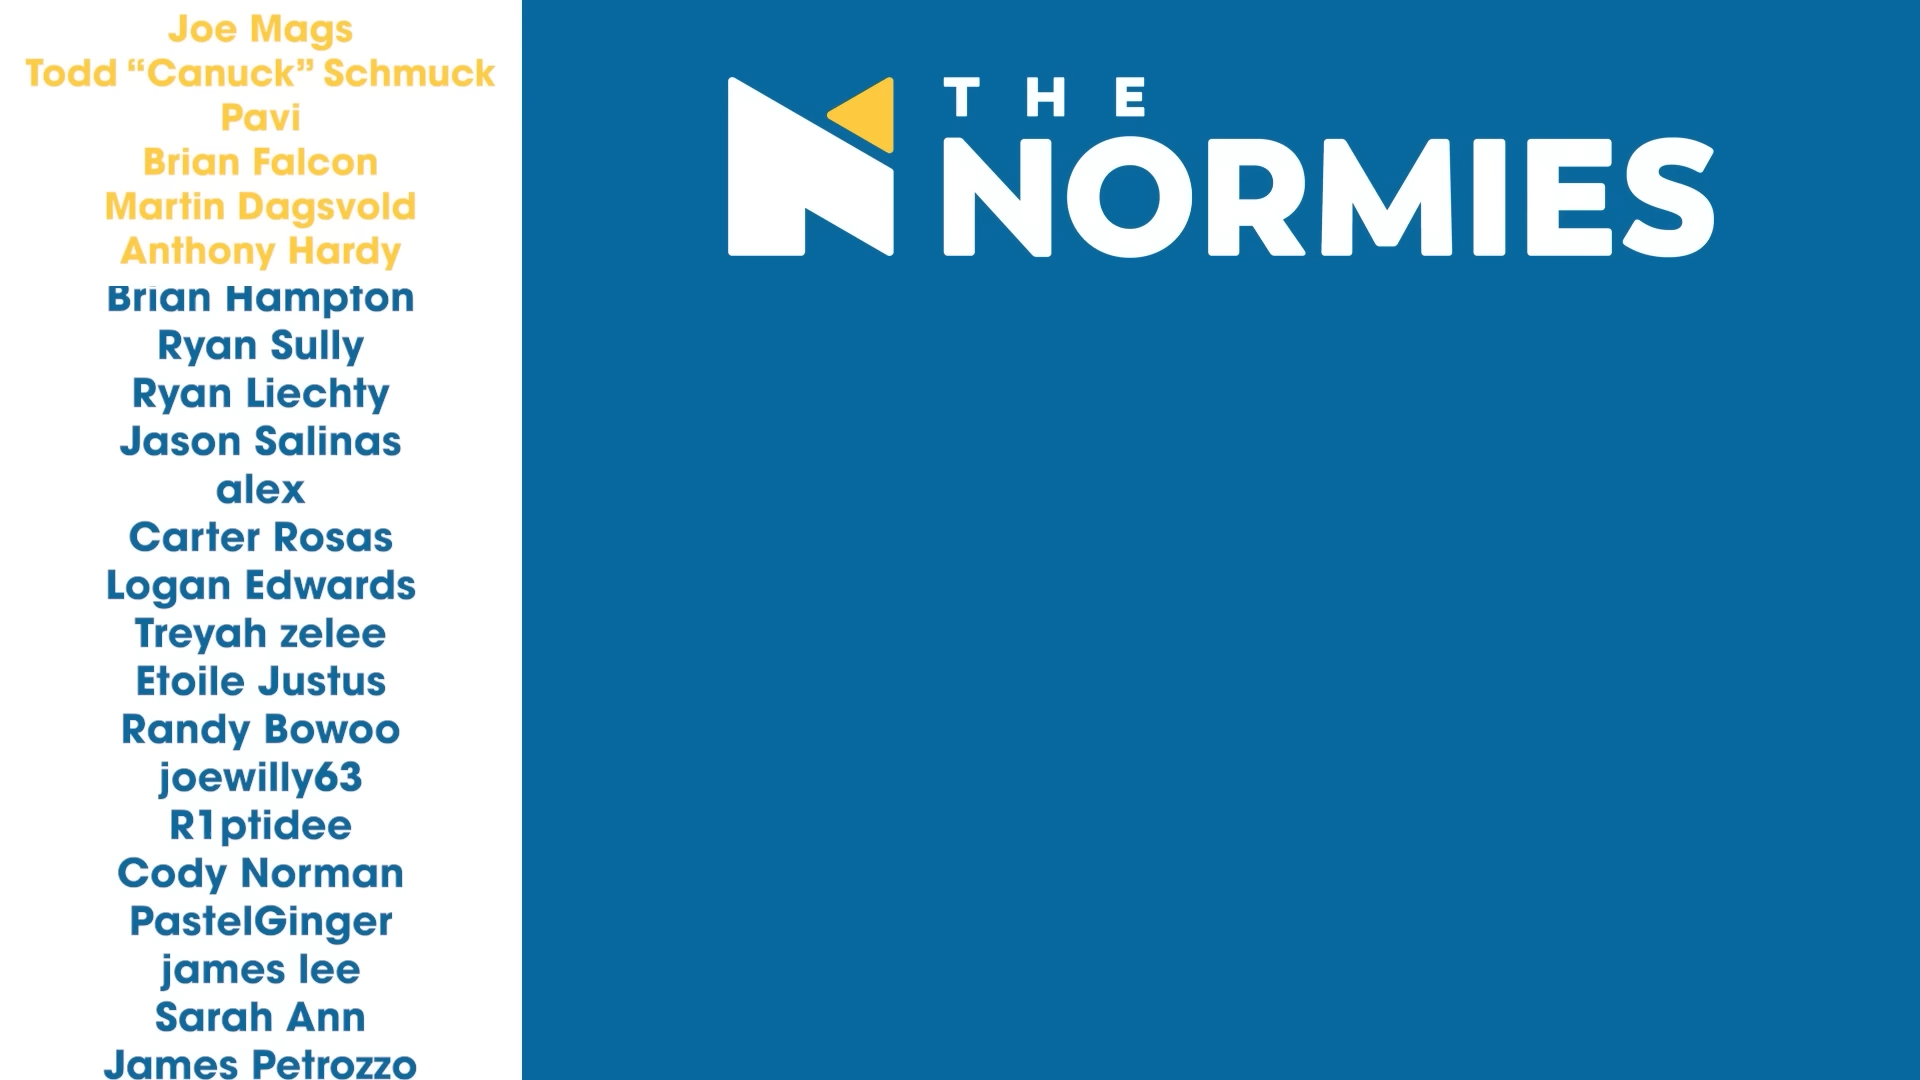 Joe Mags
Todd “Canuck” Schmuck
Pavi
Brian Falcon
Martin Dagsvold
Anthony Hardy
Brian Hampton
Ryan Sully
Ryan Liechty
Jason Salinas
alex
Carter Rosas
Logan Edwards
Treyah zelee
Etoile Justus
Randy Bowoo
joewilly63
R1ptidee
Cody Norman
PastelGinger
james lee
Sarah Ann
James Petrozzo
THE
NORMIES